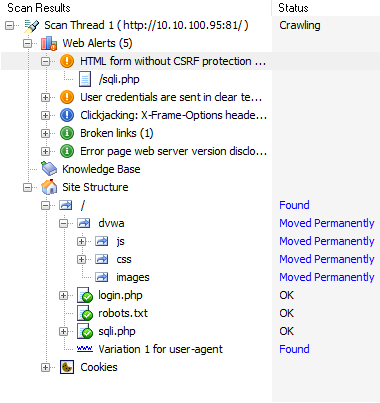 Scan Results Status
Scan Thread 1 ( http://10.10.100.95:81/ ) Crawling
Web Alerts (5)
HTML form without CSRF protection ...
/sqli.php
User credentials are sent in clear te...
Clickjacking: X-Frame-Options heade...
Broken links (1)
Error page web server version disclo...
Knowledge Base
Site Structure
/ Found
dvwa Moved Permanently
js Moved Permanently
css Moved Permanently
images Moved Permanently
login.php OK
robots.txt OK
sqli.php OK
Variation 1 for user-agent Found
Cookies